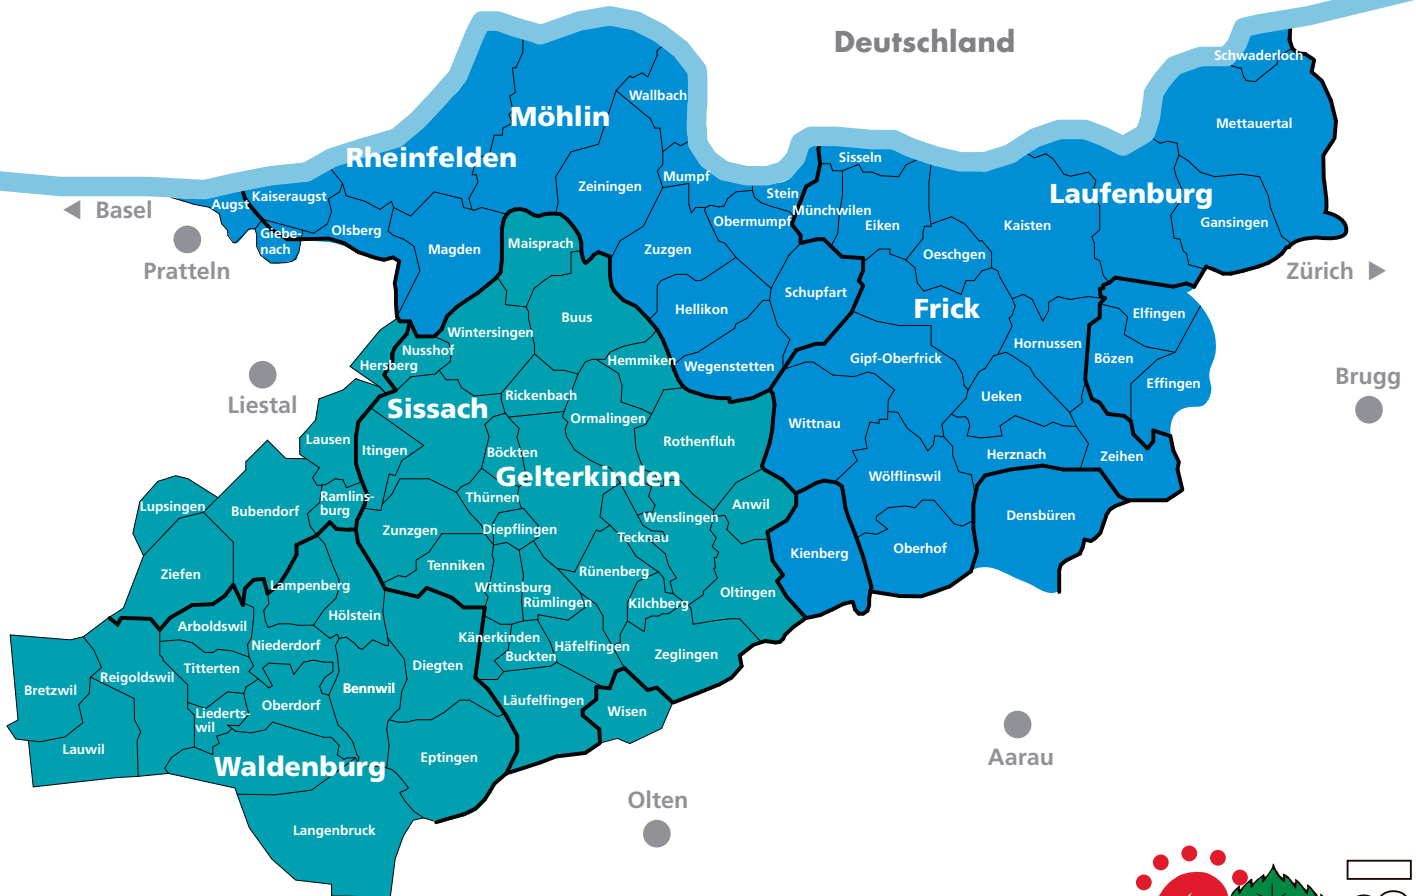 Deutschland
Schwaderloch
Wallbach
Möhlin
Mettauertal
Rheinfelden
Sisseln
Mumpf
Zeiningen
Stein
Laufenburg
Kaiseraugst
Augst
Basel
Münchwilen
Obermumpf
Eiken
Kaisten
Gansingen
Olsberg
Giebe-
nach
Maisprach
Magden
Zuzgen
Oeschgen
Pratteln
Zürich
Schupfart
Hellikon
Frick
Effingen
Elfingen
Buus
Wintersingen
Nusshof
Hornussen
Hersberg
Hemmiken
Wegenstetten
Gipf-Oberfrick
Bözen
Brugg
Rickenbach
Ueken
Liestal
Sissach
Ormalingen
Wittnau
Lausen
Itingen
Böckten
Rothenfluh
Herznach
Zeihen
Gelterkinden
Wölflinswil
Ramlins-
burg
Thürnen
Lupsingen
Bubendorf
Anwil
Wenslingen
Densbüren
Zunzgen
Diepflingen
Tecknau
Kienberg
Oberhof
Tenniken
Ziefen
Rünenberg
Lampenberg
Wittinsburg
Rümlingen
Kilchberg
Oltingen
Hölstein
Arboldswil
Känerkinden
Niederdorf
Häfelfingen
Buckten
Zeglingen
Titterten
Diegten
Reigoldswil
Bretzwil
Bennwil
Läufelfingen
Oberdorf
Wisen
Liederts-
wil
Lauwil
Eptingen
Aarau
Waldenburg
Olten
Langenbruck